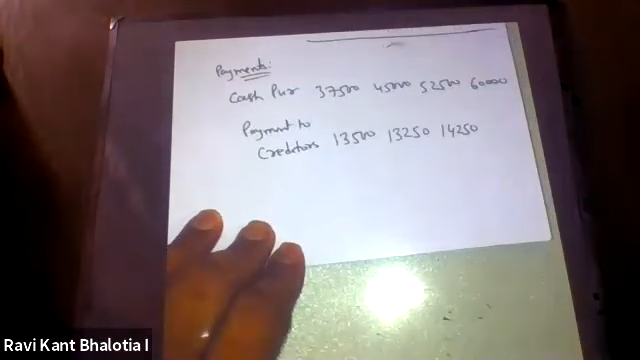 Payments:
Cash Pur 37500 45000 52500 60000
Payment to
Creditors 13500 13250 14250
Ravi Kant Bhalotia I